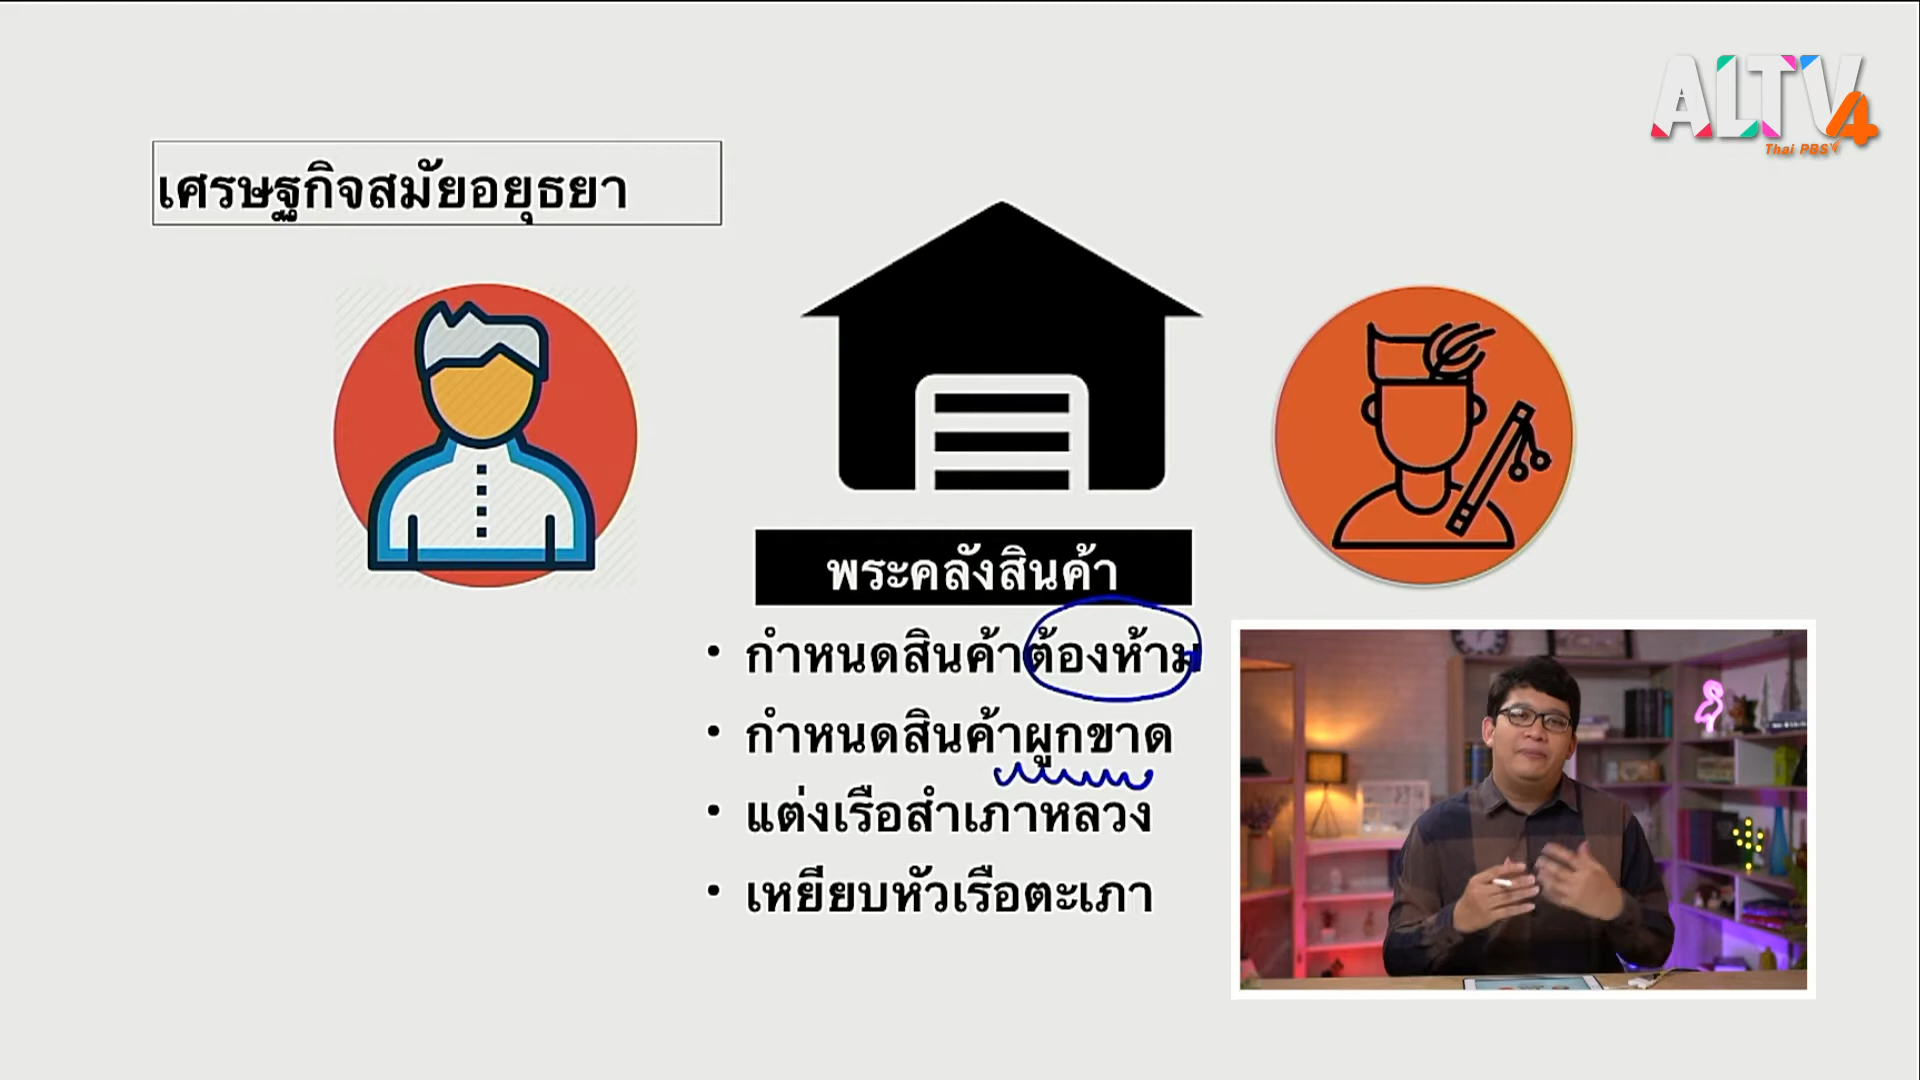 ALTV4
Thai PBS
เศรษฐกิจสมัยอยุธยา
พระคลังสินค้า
• กำหนดสินค้าต้องห้าม
• กำหนดสินค้าผูกขาด
• แต่งเรือสำเภาหลวง
• เหยียบหัวเรือตะเภา